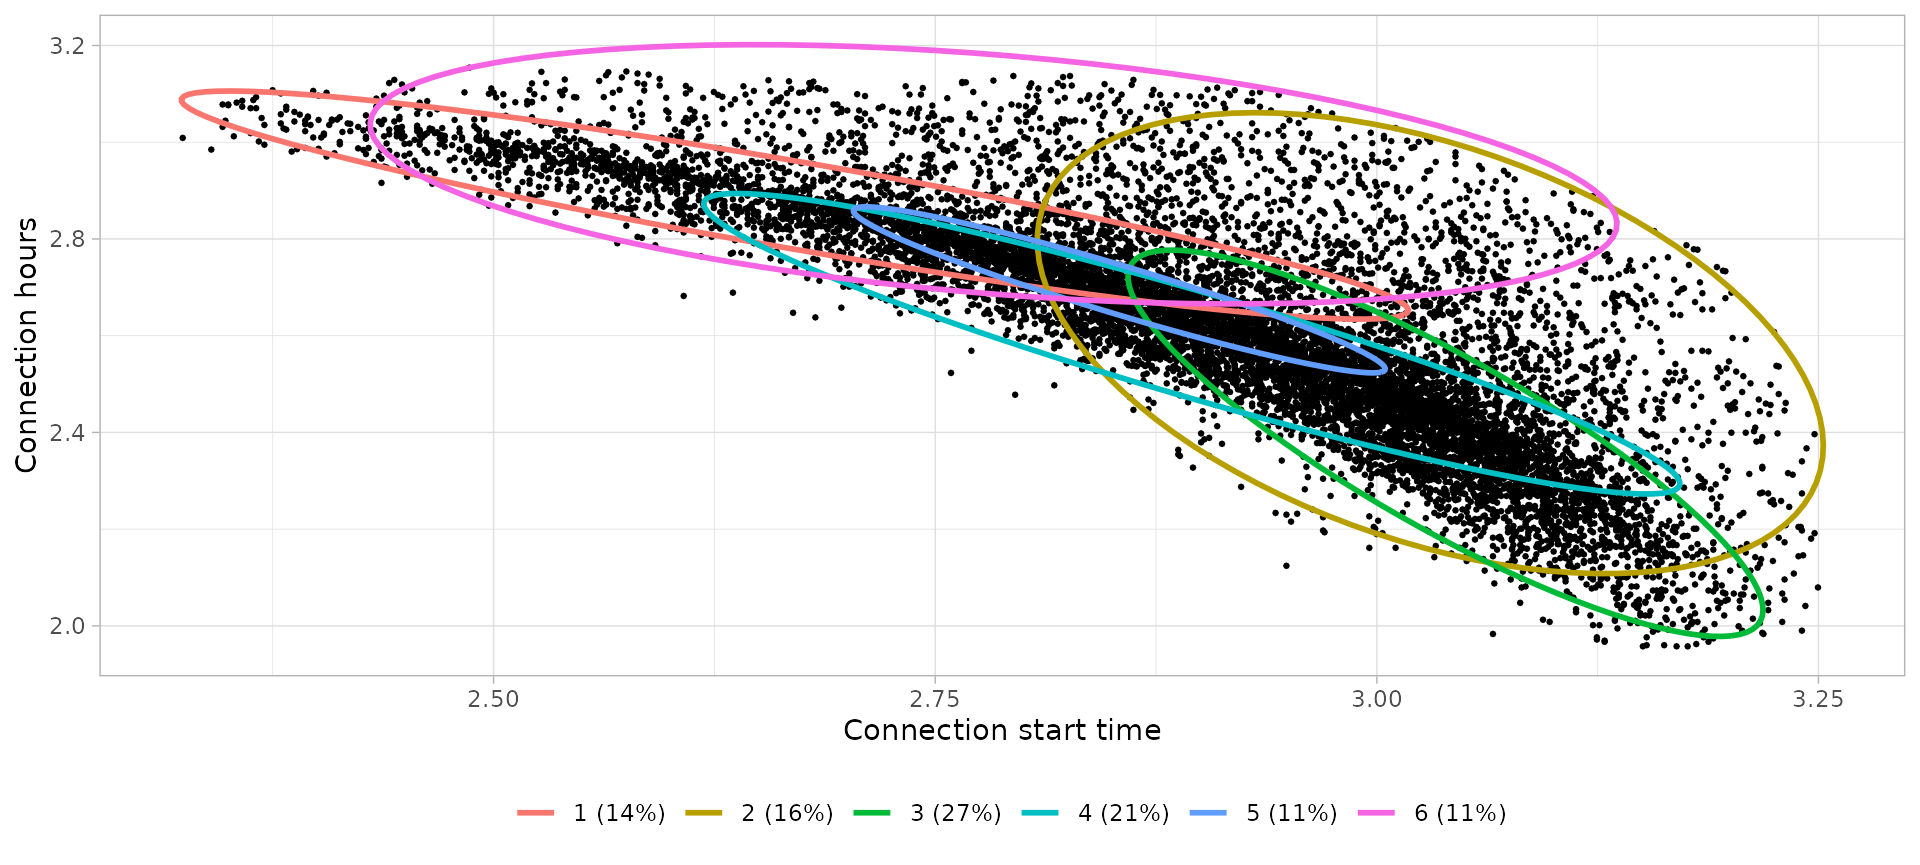 Connection hours
3.2
2.8
2.4
2.0
2.50 2.75 3.00 3.25
Connection start time
1 (14%) 2 (16%) 3 (27%) 4 (21%) 5 (11%) 6 (11%)